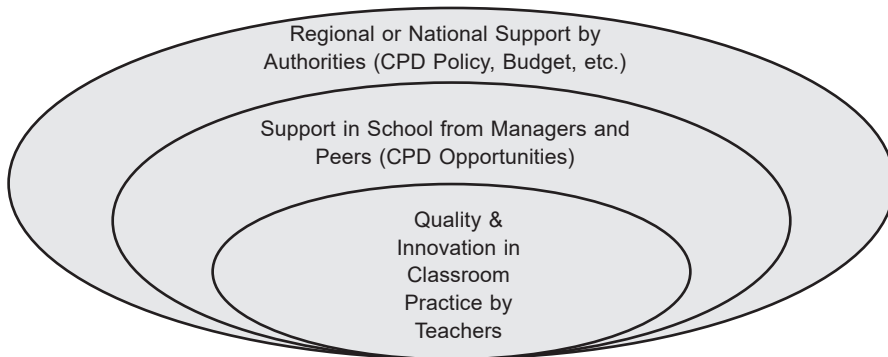 Regional or National Support by
Authorities (CPD Policy, Budget, etc.)
Support in School from Managers and
Peers (CPD Opportunities)
Quality &
Innovation in
Classroom
Practice by
Teachers